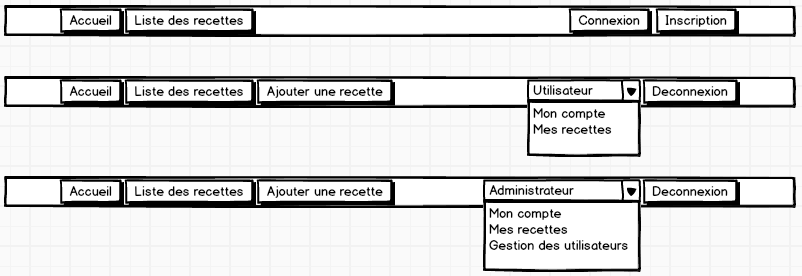 Accueil Liste des recettes Connexion Inscription
Accueil Liste des recettes Ajouter une recette Utilisateur Deconnexion
Mon compte
Mes recettes
Accueil Liste des recettes Ajouter une recette Administrateur Deconnexion
Mon compte
Mes recettes
Gestion des utilisateurs